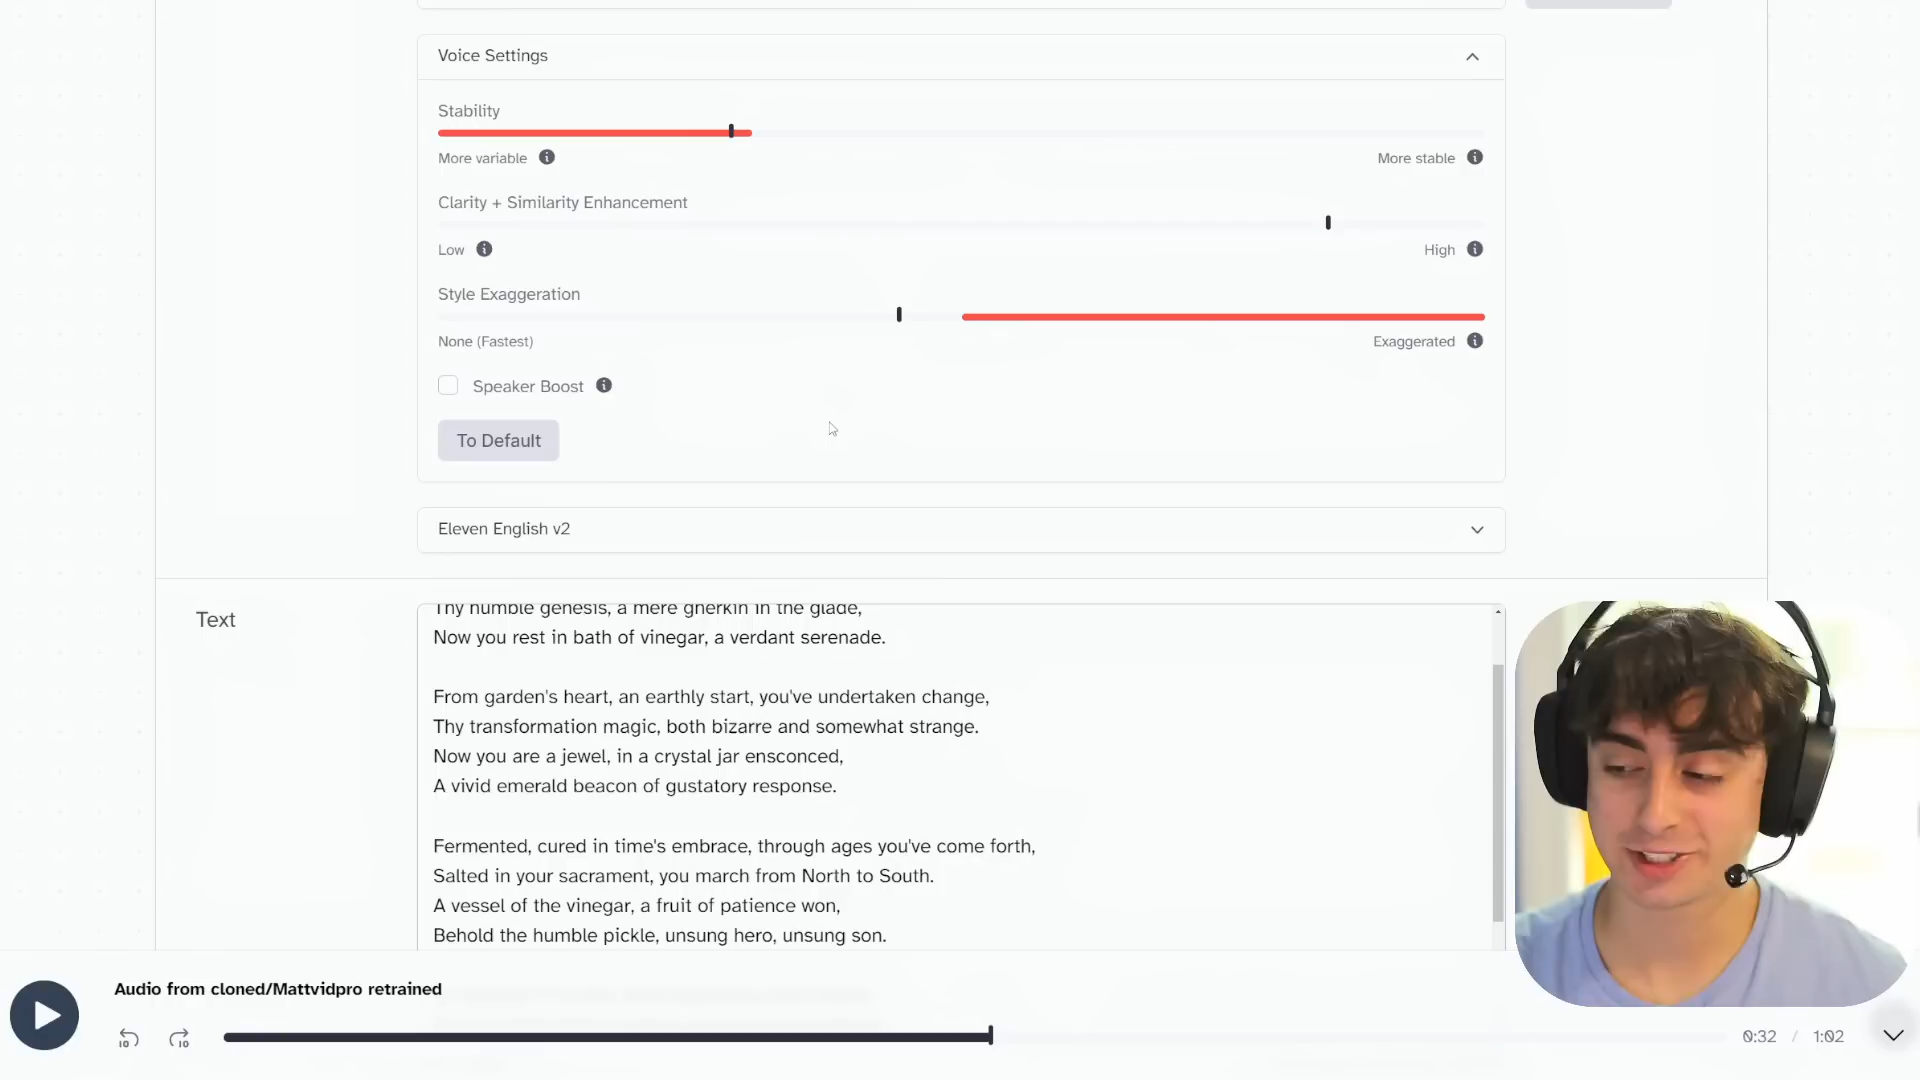 Voice Settings
Stability
More variable
More stable
Clarity + Similarity Enhancement
Low
High
Style Exaggeration
None (Fastest)
Exaggerated
Speaker Boost
To Default
Eleven English v2
Text
Thy humble genesis, a mere gherkin in the glade,
Now you rest in bath of vinegar, a verdant serenade.
From garden's heart, an earthly start, you've undertaken change,
Thy transformation magic, both bizarre and somewhat strange.
Now you are a jewel, in a crystal jar ensconced,
A vivid emerald beacon of gustatory response.
Fermented, cured in time's embrace, through ages you've come forth,
Salted in your sacrament, you march from North to South.
A vessel of the vinegar, a fruit of patience won,
Behold the humble pickle, unsung hero, unsung son.
Audio from cloned/Mattvidpro retrained
10
10
0:32 / 1:02